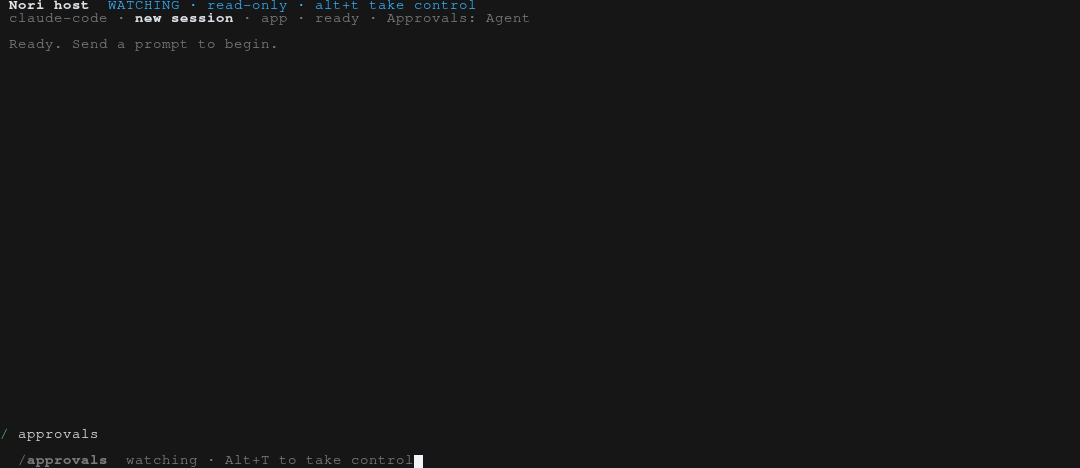 Nori host  WATCHING · read-only · alt+t take control
claude-code · new session · app · ready · Approvals: Agent
Ready. Send a prompt to begin.
/ approvals
/approvals  watching · Alt+T to take control